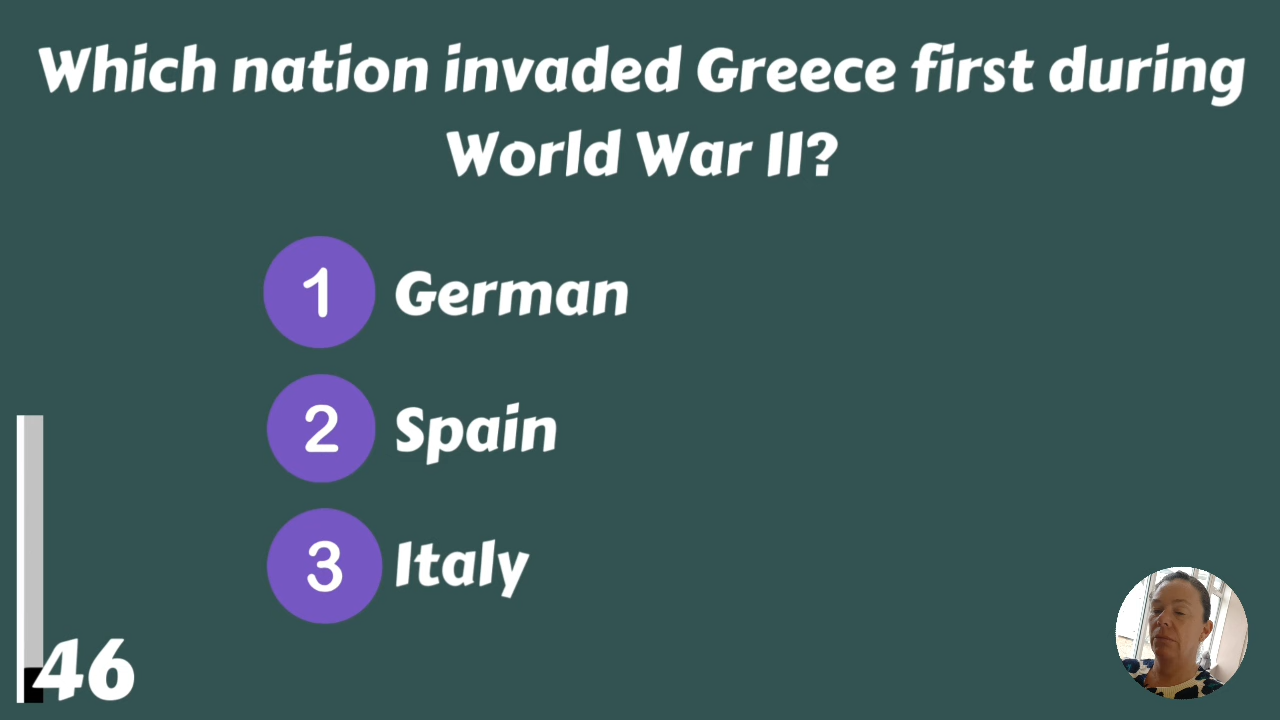 Which nation invaded Greece first during
World War II?
1 German
2 Spain
3 Italy
46